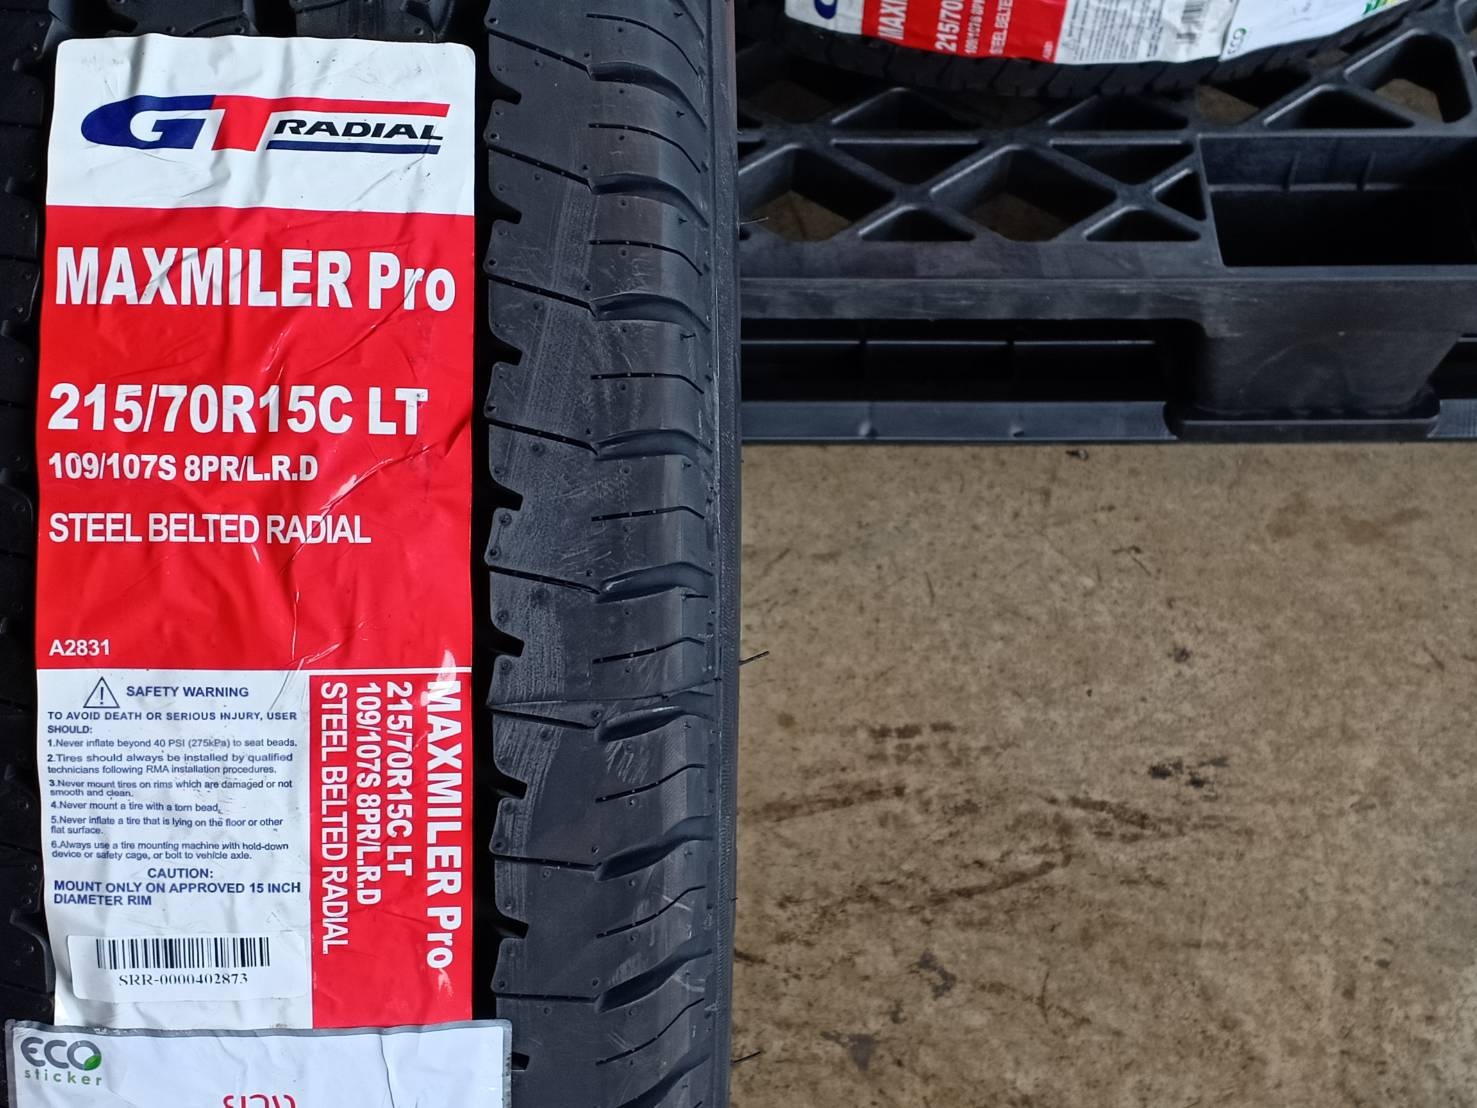 GT RADIAL
MAXMILER Pro
215/70R15C LT
109/107S 8PR/L.R.D
STEEL BELTED RADIAL
A2831
SAFETY WARNING
TO AVOID DEATH OR SERIOUS INJURY, USER
SHOULD:
1.Never inflate beyond 40 PSI (275kPa) to seat beads.
2.Tires should always be installed by qualified
technicians following RMA installation procedures.
3.Never mount tires on rims which are damaged or not
smooth and clean.
4.Never mount a tire with a torn bead.
5.Never inflate a tire that is lying on the floor or other
flat surface.
6.Always use a tire mounting machine with hold-down
device or safety cage, or bolt to vehicle axle.
CAUTION:
MOUNT ONLY ON APPROVED 15 INCH
DIAMETER RIM
SRR-0000402873
MAXMILER Pro
215/70R15C LT
109/107S 8PR/L.R.D
STEEL BELTED RADIAL
ECO
sticker
ยาง
ECO